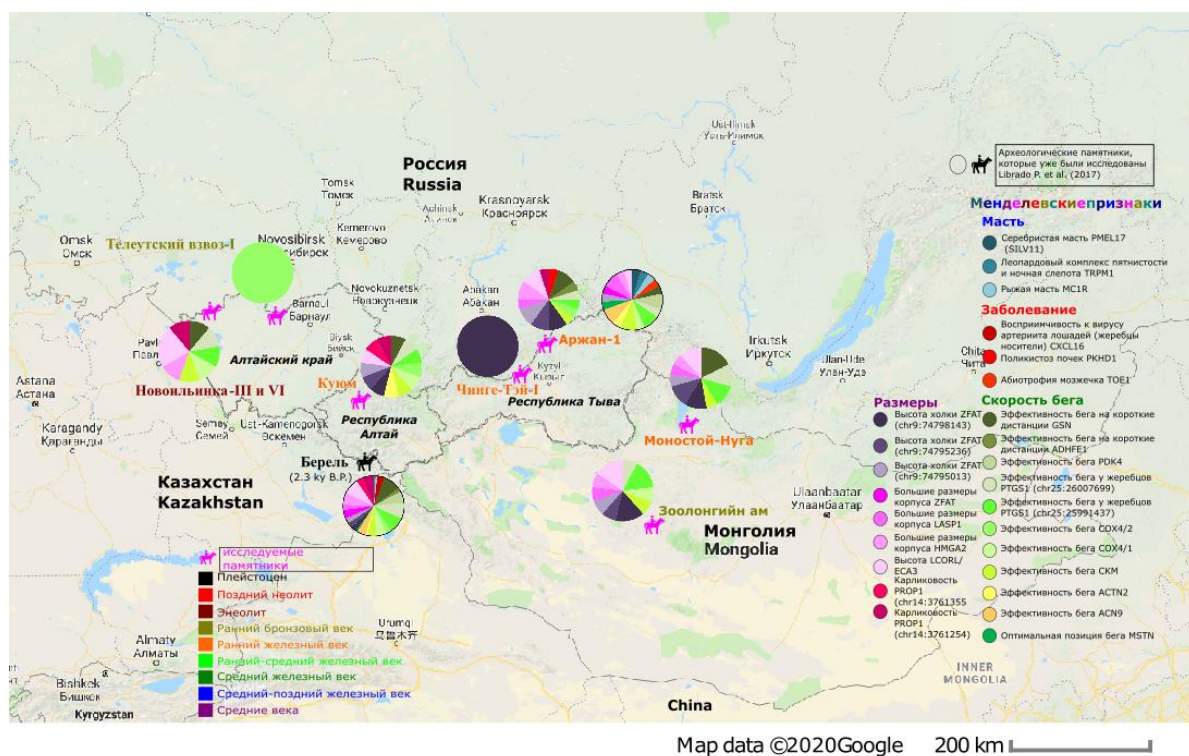 Россия
Russia
Ust-Ilimsk
Усть-Илимск
Tomsk
Томск
Achinsk
Krasnoyarsk
Красноярск
Bratsk
Братск
Omsk
Омск
Телеутский взвоз-I
Novosibirsk
Kemerovo
Кемерово
Barnaul
Барнаул
Novokuznetsk
Новокузнецк
Abakan
Абакан
Аржан-1
Biysk
Бийск
Алтайский край
Новоильинка-III и VI
Куюм
Чинге-Тэй-I
Kyzyl
Кызыл
Республика Тыва
Irkutsk
Иркутск
Ulan-Ude
Улан-Удэ
Chita
Чита
Astana
Астана
Karagandy
Қарағанды
Semey
Семей
Ust-Kamenogorsk
Эскемен
Республика
Алтай
Моностой-Нуга
Берель
(2.3 ky B.P.)
Казахстан
Kazakhstan
Зоолонгийн ам
Ulaanbaatar
Улаанбаатар
Монголия
Mongolia
исследуемые
памятники
Плейстоцен
Поздний неолит
Энеолит
Ранний бронзовый век
Ранний железный век
Ранний-средний железный век
Средний железный век
Средний-поздний железный век
Средние века
Almaty
Алматы
Bishkek
Бишкек
Kyrgyzstan
Urumqi
乌鲁木齐
China
INNER
MONGOLIA
Археологические памятники,
которые уже были исследованы
Librado P. et al. (2017)
Менделевскиепризнаки
Масть
Серебристая масть PMEL17
(SILV11)
Леопардовый комплекс пятнистости
и ночная слепота TRPM1
Рыжая масть MC1R
Заболевание
Восприимчивость к вирусу
артериита лошадей (жеребцы
носители) CXCL16
Поликистоз почек PKHD1
Абиотрофия мозжечка TOE1
Размеры
Высота холки ZFAT
(chr9:74798143)
Высота холки ZFAT
(chr9:74795236)
Высота холки ZFAT
(chr9:74795013)
Большие размеры
корпуса ZFAT
Большие размеры
корпуса LASP1
Большие размеры
корпуса HMGA2
Высота LCORL/
ECA3
Карликовость
PROP1
(chr14:3761355
Карликовость
PROP1
(chr14:3761254)
Скорость бега
Эффективность бега на короткие
дистанции GSN
Эффективность бега на короткие
дистанции ADHFE1
Эффективность бега PDK4
Эффективность бега у жеребцов
PTGS1 (chr25:26007699)
Эффективность бега у жеребцов
PTGS1 (chr25:25991437)
Эффективность бега COX4/2
Эффективность бега COX4/1
Эффективность бега CKM
Эффективность бега ACTN2
Эффективность бега ACN9
Оптимальная позиция бега MSTN
Map data ©2020Google 200 km